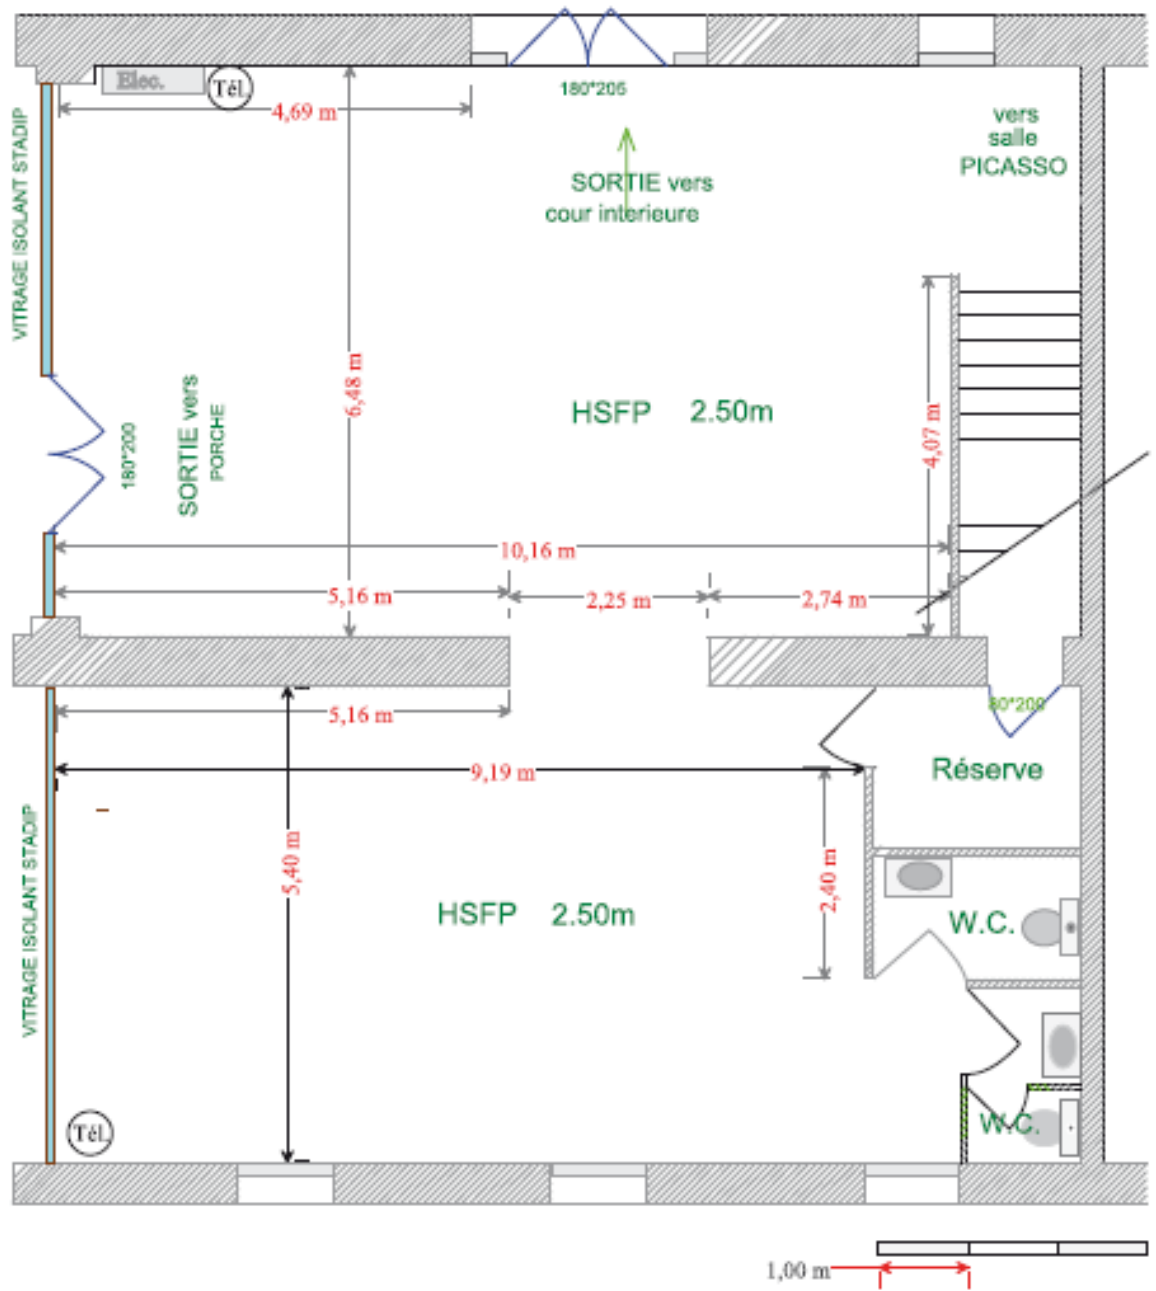 Elec.
Tél.
4,69 m
180*205
vers
salle
PICASSO
SORTIE vers
cour interieure
VITRAGE ISOLANT STADIP
6,48 m
HSFP 2.50m
4,07 m
SORTIE vers
PORCHE
180*200
10,16 m
5,16 m
2,25 m
2,74 m
5,16 m
80*200
9,19 m
Réserve
VITRAGE ISOLANT STADIP
5,40 m
2,40 m
HSFP 2.50m
W.C.
Tél.
W.C.
1,00 m